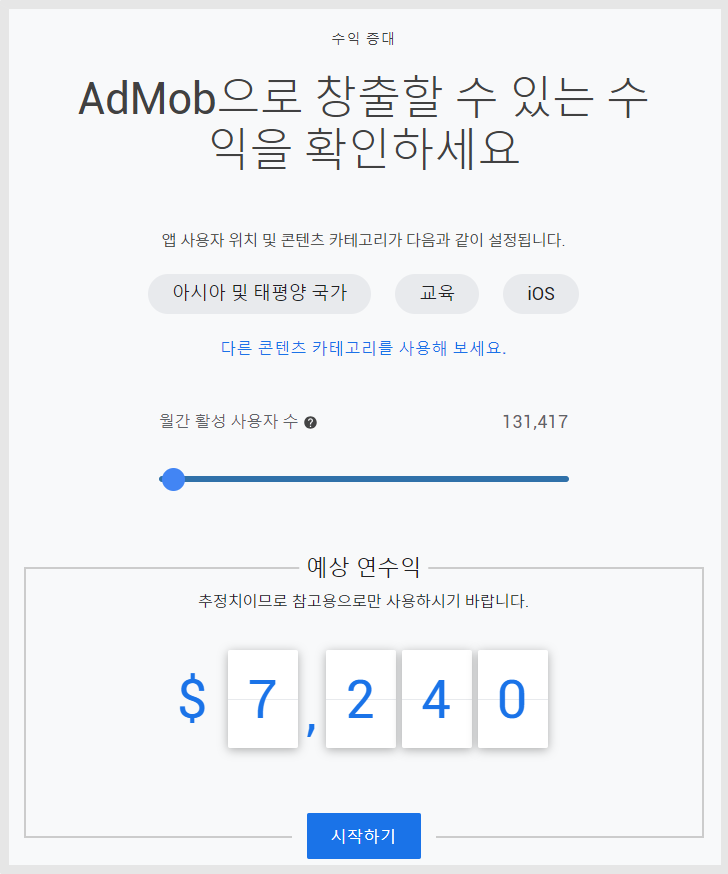 수익 증대
AdMob으로 창출할 수 있는 수
익을 확인하세요
앱 사용자 위치 및 콘텐츠 카테고리가 다음과 같이 설정됩니다.
아시아 및 태평양 국가 교육 iOS
다른 콘텐츠 카테고리를 사용해 보세요.
월간 활성 사용자 수 ? 131,417
예상 연수익
추정치이므로 참고용으로만 사용하시기 바랍니다.
$ 7,240
시작하기